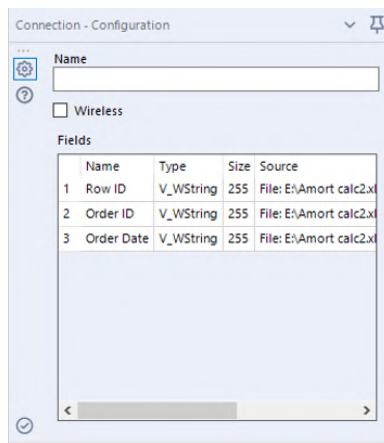 Connection - Configuration
Name
Wireless
Fields
Name Type Size Source
1 Row ID V_WString 255 File: E:\Amort calc2.xl
2 Order ID V_WString 255 File: E:\Amort calc2.xl
3 Order Date V_WString 255 File: E:\Amort calc2.xl